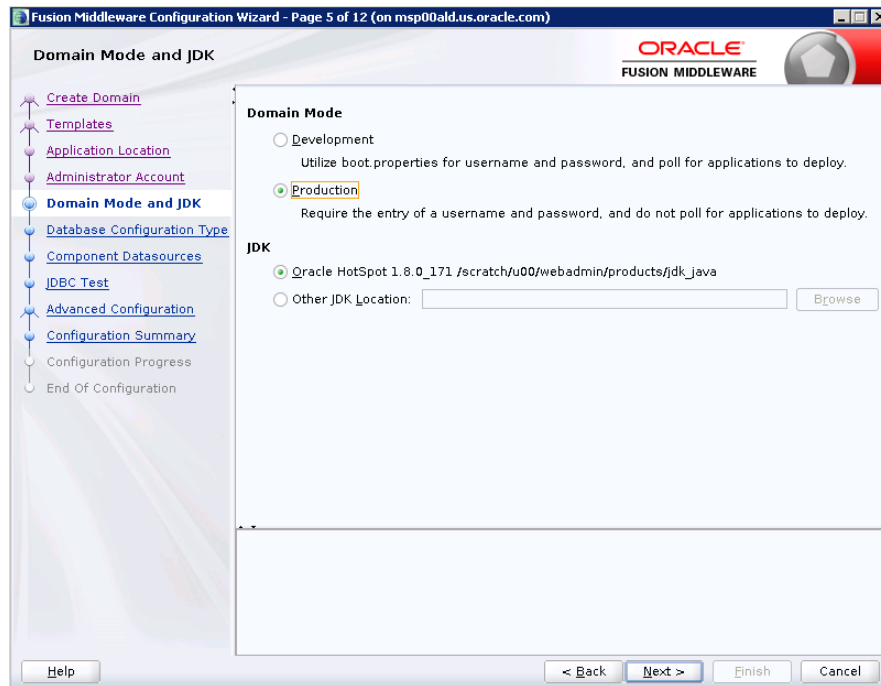 Fusion Middleware Configuration Wizard - Page 5 of 12 (on msp00ald.us.oracle.com)
Domain Mode and JDK
ORACLE
FUSION MIDDLEWARE
Create Domain
Templates
Application Location
Administrator Account
Domain Mode and JDK
Database Configuration Type
Component Datasources
JDBC Test
Advanced Configuration
Configuration Summary
Configuration Progress
End Of Configuration
Domain Mode
Development
Utilize boot.properties for username and password, and poll for applications to deploy.
Production
Require the entry of a username and password, and do not poll for applications to deploy.
JDK
Oracle HotSpot 1.8.0_171 /scratch/u00/webadmin/products/jdk_java
Other JDK Location:
Browse
Help
< Back
Next >
Finish
Cancel